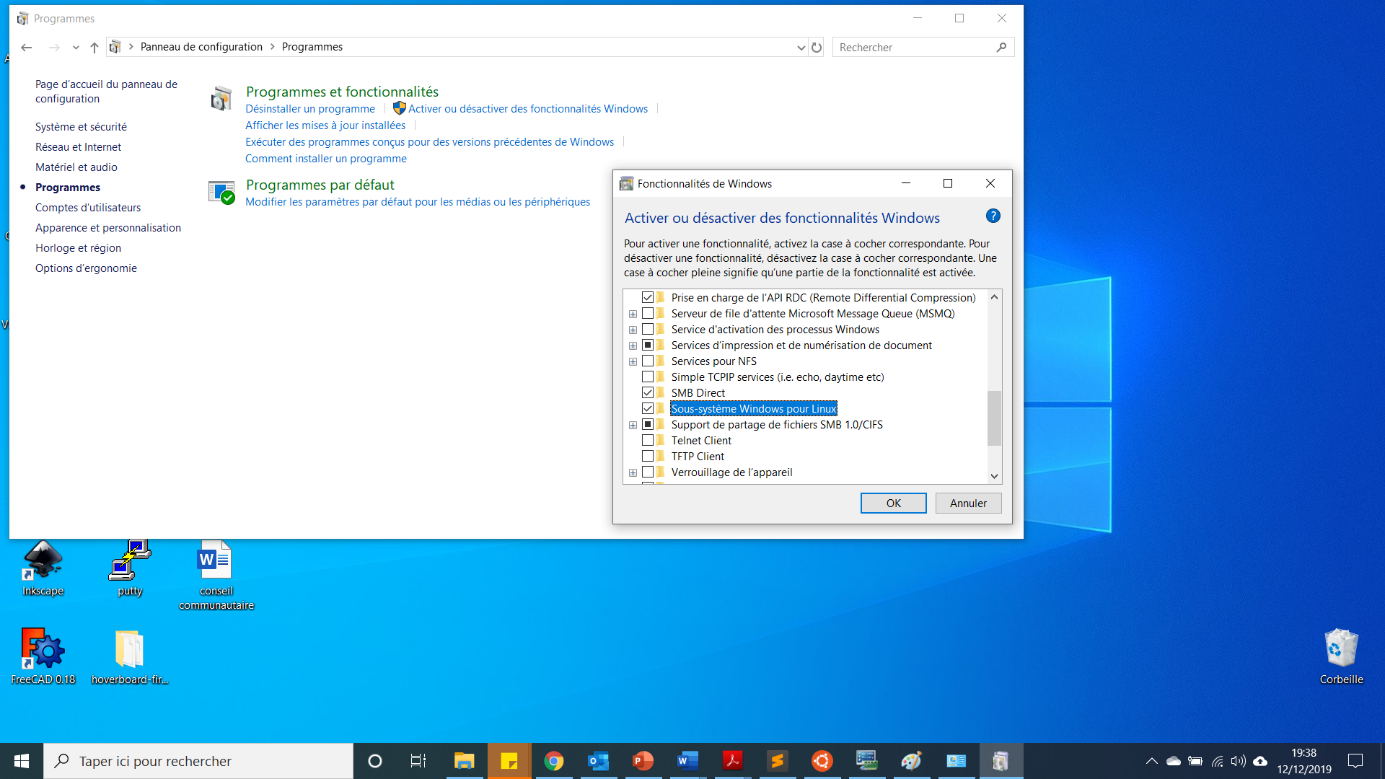 Programmes
Panneau de configuration
Programmes
Rechercher
Page d'accueil du panneau de
configuration
Système et sécurité
Réseau et Internet
Matériel et audio
Programmes
Comptes d'utilisateurs
Apparence et personnalisation
Horloge et région
Options d'ergonomie
Programmes et fonctionnalités
Désinstaller un programme
Activer ou désactiver des fonctionnalités Windows
Afficher les mises à jour installées
Exécuter des programmes conçus pour des versions précédentes de Windows
Comment installer un programme
Programmes par défaut
Modifier les paramètres par défaut pour les médias ou les périphériques
Fonctionnalités de Windows
Activer ou désactiver des fonctionnalités Windows
Pour activer une fonctionnalité, activez la case à cocher correspondante. Pour
désactiver une fonctionnalité, désactivez la case à cocher correspondante. Une
case à cocher pleine signifie qu'une partie de la fonctionnalité est activée.
Prise en charge de l'API RDC (Remote Differential Compression)
Serveur de file d'attente Microsoft Message Queue (MSMQ)
Service d'activation des processus Windows
Services d'impression et de numérisation de document
Services pour NFS
Simple TCPIP services (i.e. echo, daytime etc)
SMB Direct
Sous-système Windows pour Linux
Support de partage de fichiers SMB 1.0/CIFS
Telnet Client
TFTP Client
Verrouillage de l'appareil
OK
Annuler
Inkscape
putty
conseil
communautaire
FreeCAD 0.18
hoverboard-fir...
Corbeille
Taper ici pour rechercher
19:38
12/12/2019